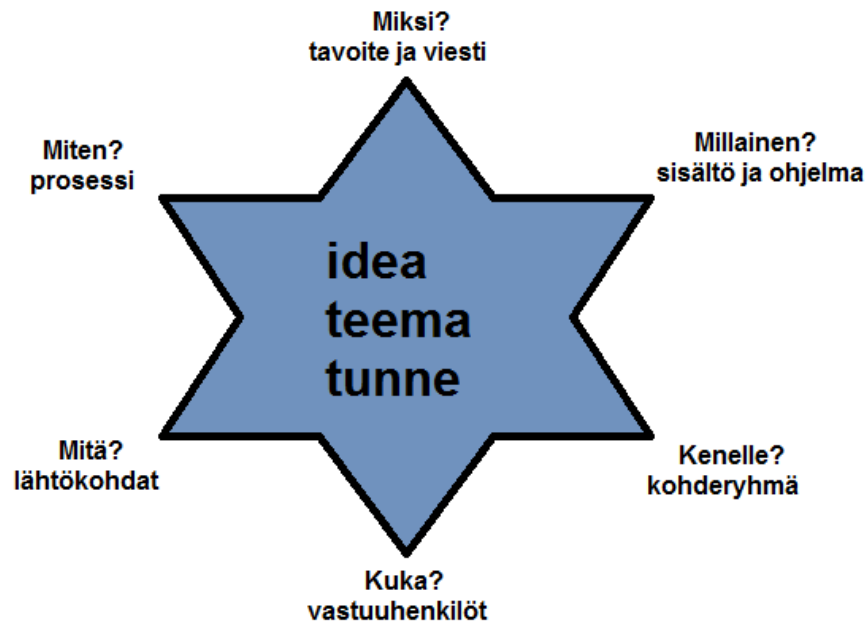 Miksi?
tavoite ja viesti
Millainen?
sisältö ja ohjelma
Miten?
prosessi
idea
teema
tunne
Mitä?
lähtökohdat
Kenelle?
kohderyhmä
Kuka?
vastuuhenkilöt